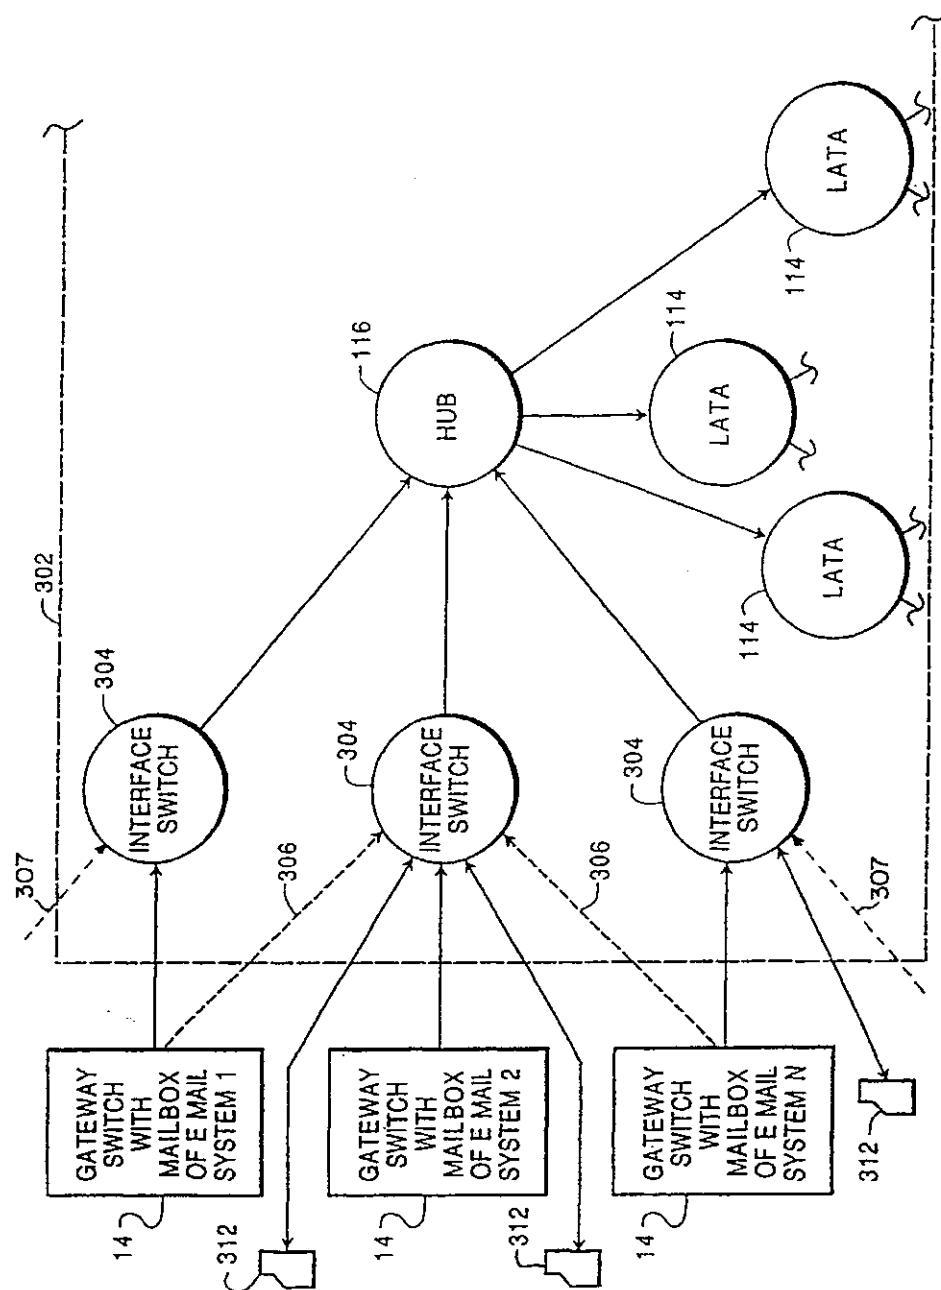 302
307
304
INTERFACE
SWITCH
14
GATEWAY
SWITCH
WITH
MAILBOX
OF E MAIL
SYSTEM 1
306
312
304
INTERFACE
SWITCH
116
HUB
14
GATEWAY
SWITCH
WITH
MAILBOX
OF E MAIL
SYSTEM 2
306
312
304
INTERFACE
SWITCH
307
14
GATEWAY
SWITCH
WITH
MAILBOX
OF E MAIL
SYSTEM N
312
114
LATA
114
LATA
114
LATA